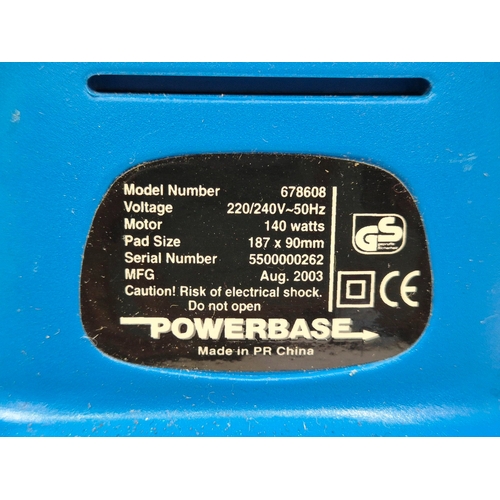 Model Number 678608
Voltage 220/240V~50Hz
Motor 140 watts
Pad Size 187 x 90mm
Serial Number 5500000262
MFG Aug. 2003
Caution! Risk of electrical shock.
Do not open
GS
CE
POWERBASE
Made in PR China